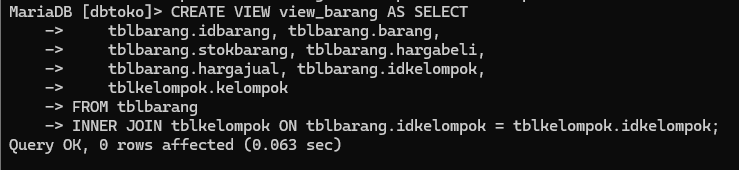 MariaDB [dbtoko]> CREATE VIEW view_barang AS SELECT
    ->     tblbarang.idbarang, tblbarang.barang,
    ->     tblbarang.stokbarang, tblbarang.hargabeli,
    ->     tblbarang.hargajual, tblbarang.idkelompok,
    ->     tblkelompok.kelompok
    -> FROM tblbarang
    -> INNER JOIN tblkelompok ON tblbarang.idkelompok = tblkelompok.idkelompok;
Query OK, 0 rows affected (0.063 sec)